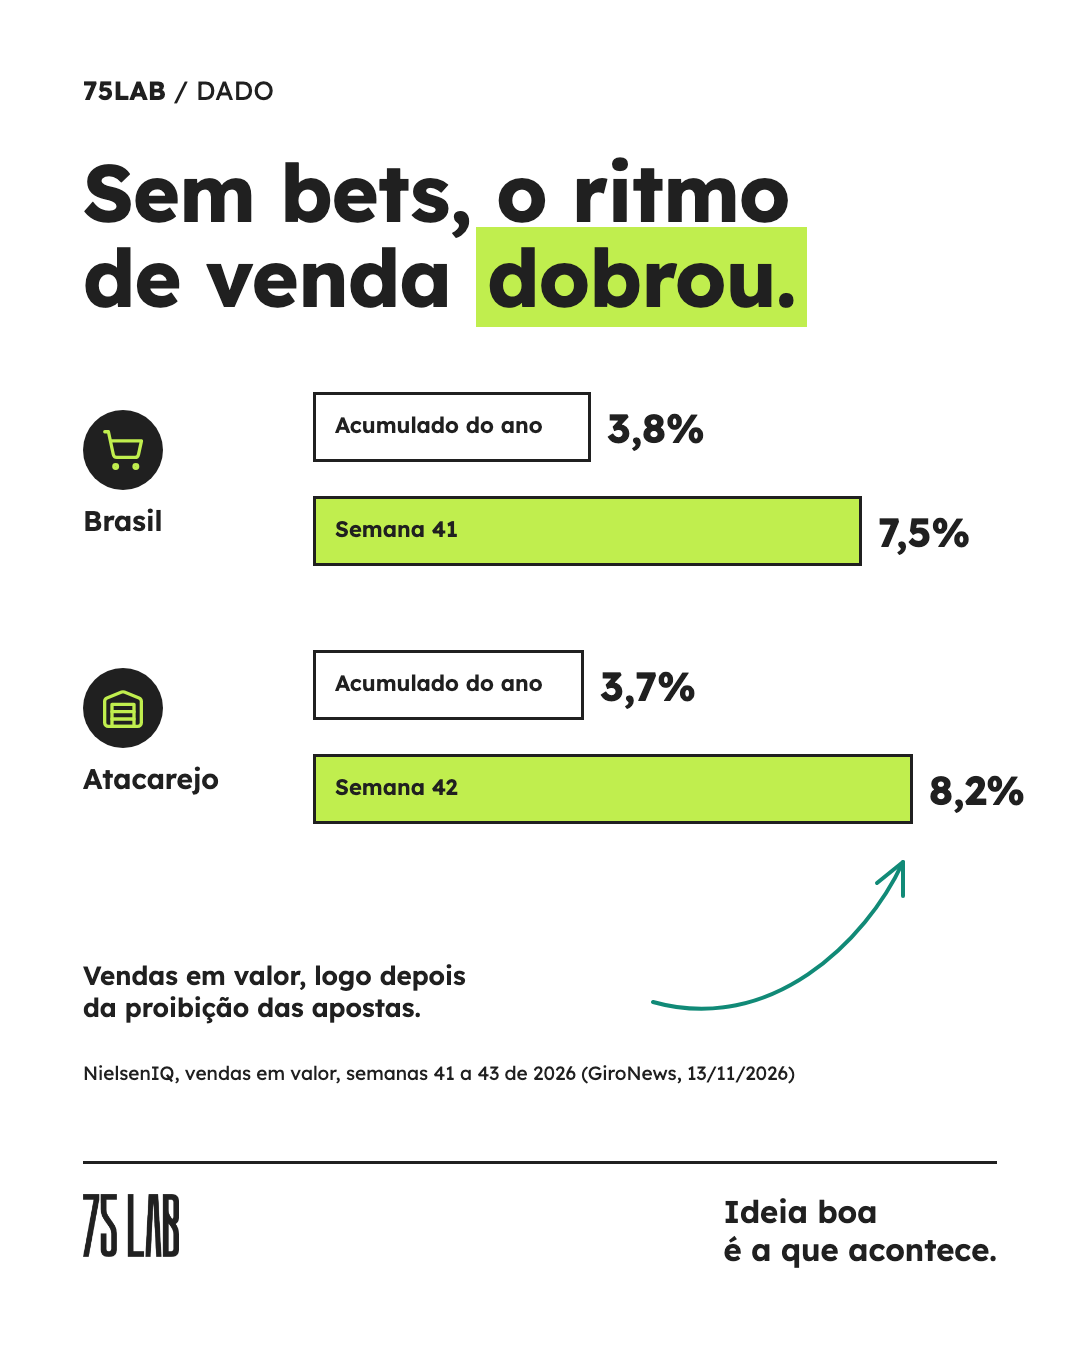 75LAB / DADO
Sem bets, o ritmo
de venda dobrou.
Acumulado do ano 3,8%
Brasil
Semana 41 7,5%
Acumulado do ano 3,7%
Atacarejo
Semana 42 8,2%
Vendas em valor, logo depois
da proibição das apostas.
NielsenIQ, vendas em valor, semanas 41 a 43 de 2026 (GiroNews, 13/11/2026)
75 LAB
Ideia boa
é a que acontece.